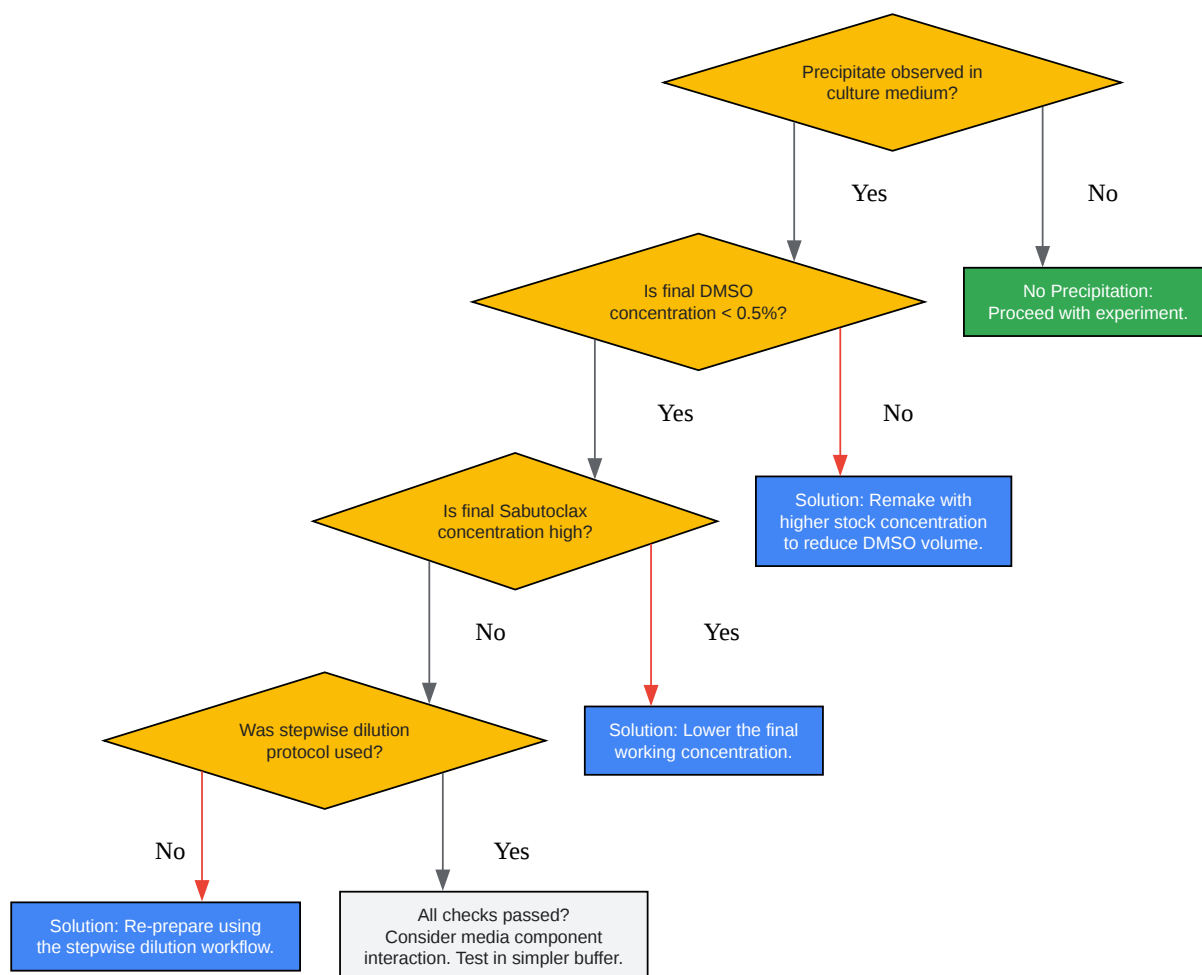 Precipitate observed in
culture medium?
Yes
No
Is final DMSO
concentration < 0.5%?
No Precipitation:
Proceed with experiment.
Yes
No
Is final Sabutoclax
concentration high?
Solution: Remake with
higher stock concentration
to reduce DMSO volume.
No
Yes
Was stepwise dilution
protocol used?
Solution: Lower the final
working concentration.
No
Yes
Solution: Re-prepare using
the stepwise dilution workflow.
All checks passed?
Consider media component
interaction. Test in simpler buffer.